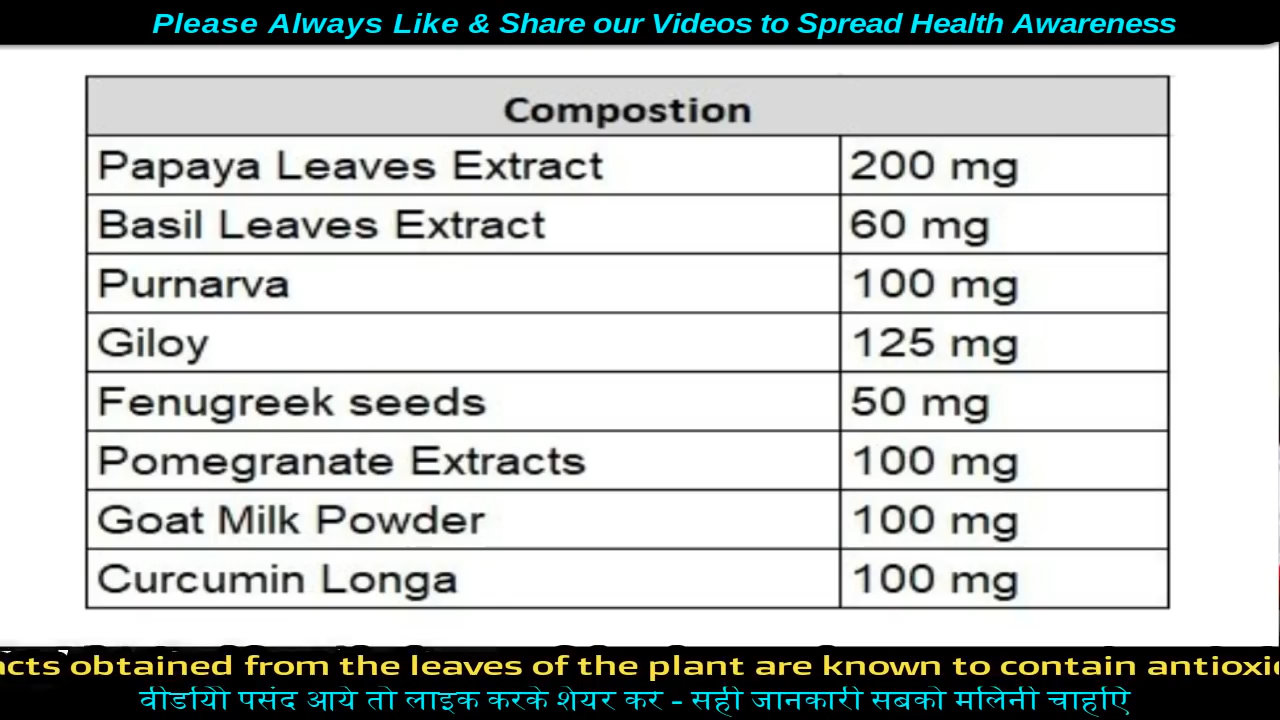 Please Always Like & Share our Videos to Spread Health Awareness
Compostion
Papaya Leaves Extract 200 mg
Basil Leaves Extract 60 mg
Purnarva 100 mg
Giloy 125 mg
Fenugreek seeds 50 mg
Pomegranate Extracts 100 mg
Goat Milk Powder 100 mg
Curcumin Longa 100 mg
obtained from the leaves of the plant are known to contain
वीडियो पसंद आये तो लाइक करके शेयर कर - सही जानकारी सबको मिलनी चाहिए